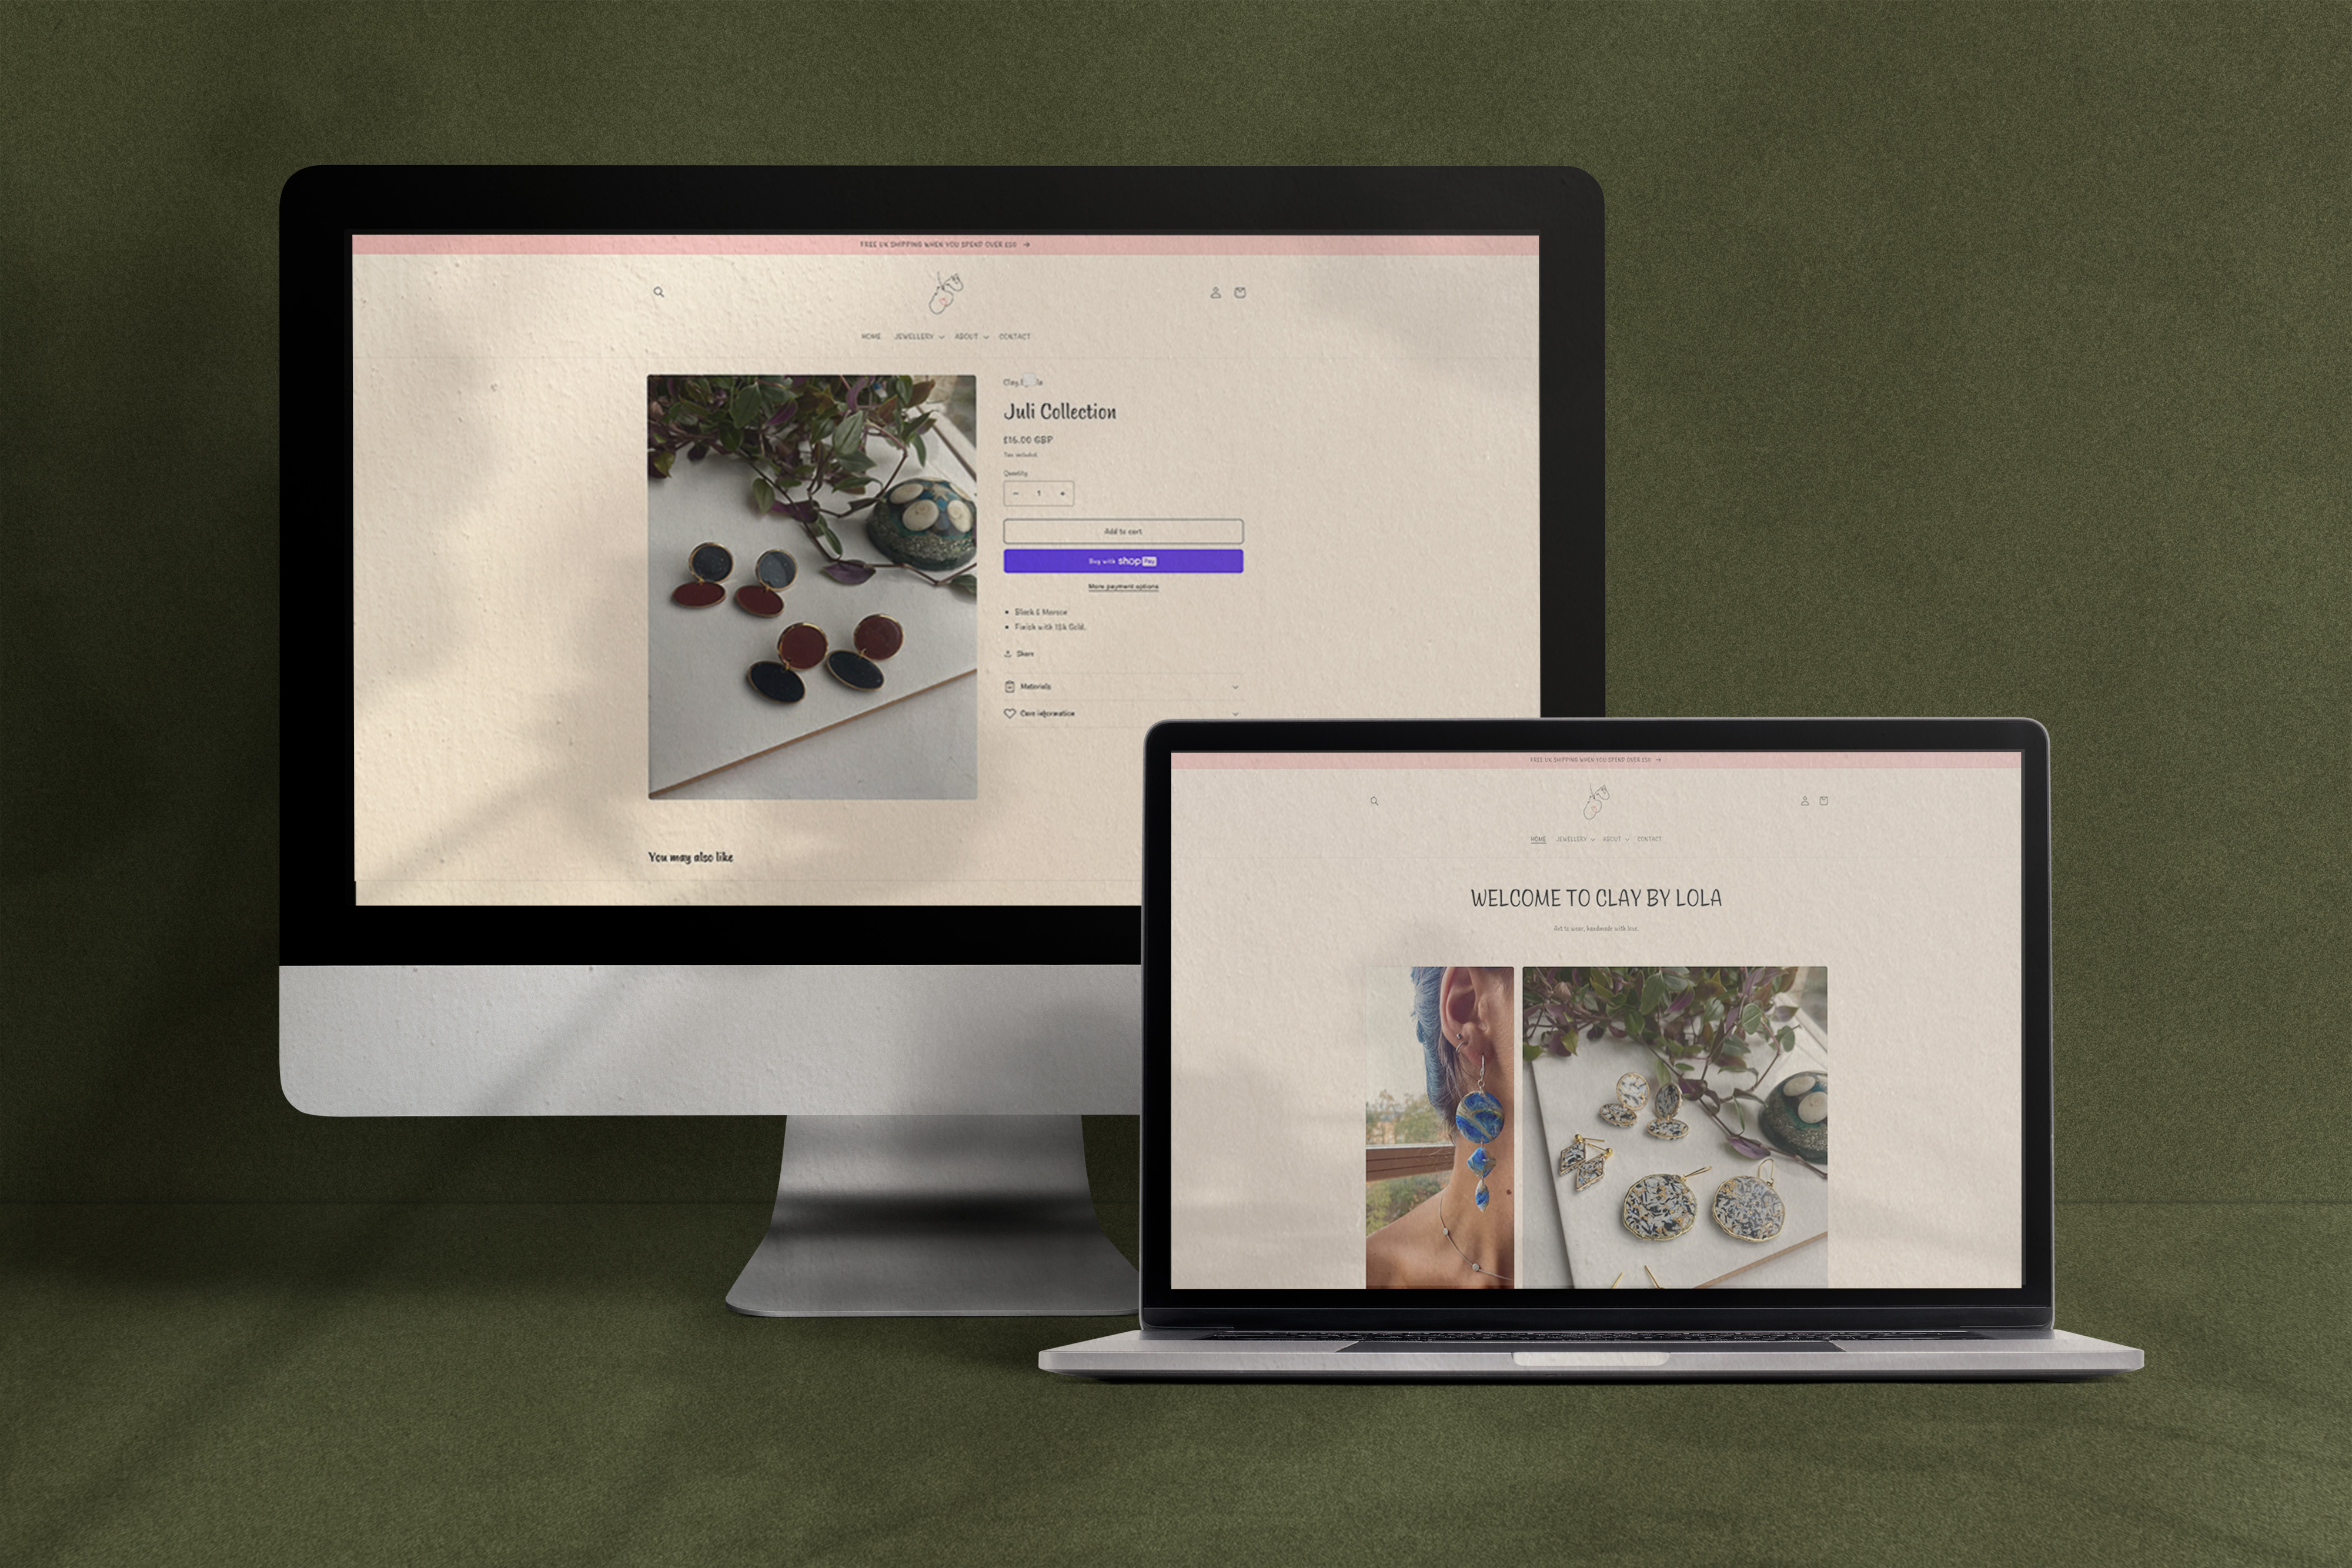 FREE UK SHIPPING WHEN YOU SPEND OVER £50 →
HOME JEWELLERY ABOUT CONTACT
Juli Collection
£16.00 GBP
Tax included.
Quantity
− 1 +
Add to cart
Buy with shop Pay
More payment options
Black & Maroon
Finish with 18k Gold.
Share
Materials
Care information
You may also like
FREE UK SHIPPING WHEN YOU SPEND OVER £50 →
HOME JEWELLERY ABOUT CONTACT
WELCOME TO CLAY BY LOLA
Art to wear, handmade with love.